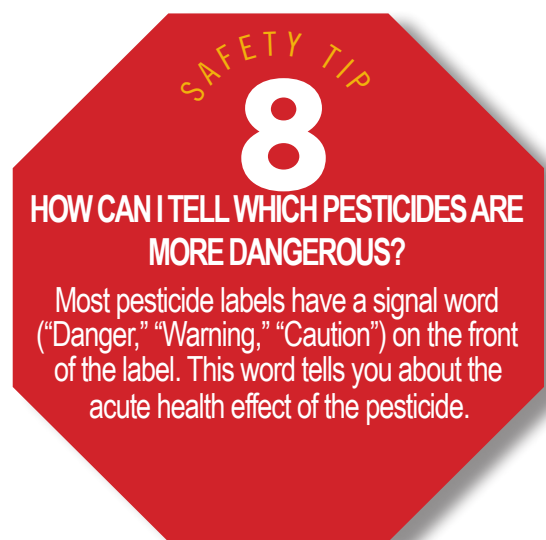 SAFETY TIP
8
HOW CAN I TELL WHICH PESTICIDES ARE
MORE DANGEROUS?
Most pesticide labels have a signal word
(“Danger,” “Warning,” “Caution”) on the front
of the label. This word tells you about the
acute health effect of the pesticide.